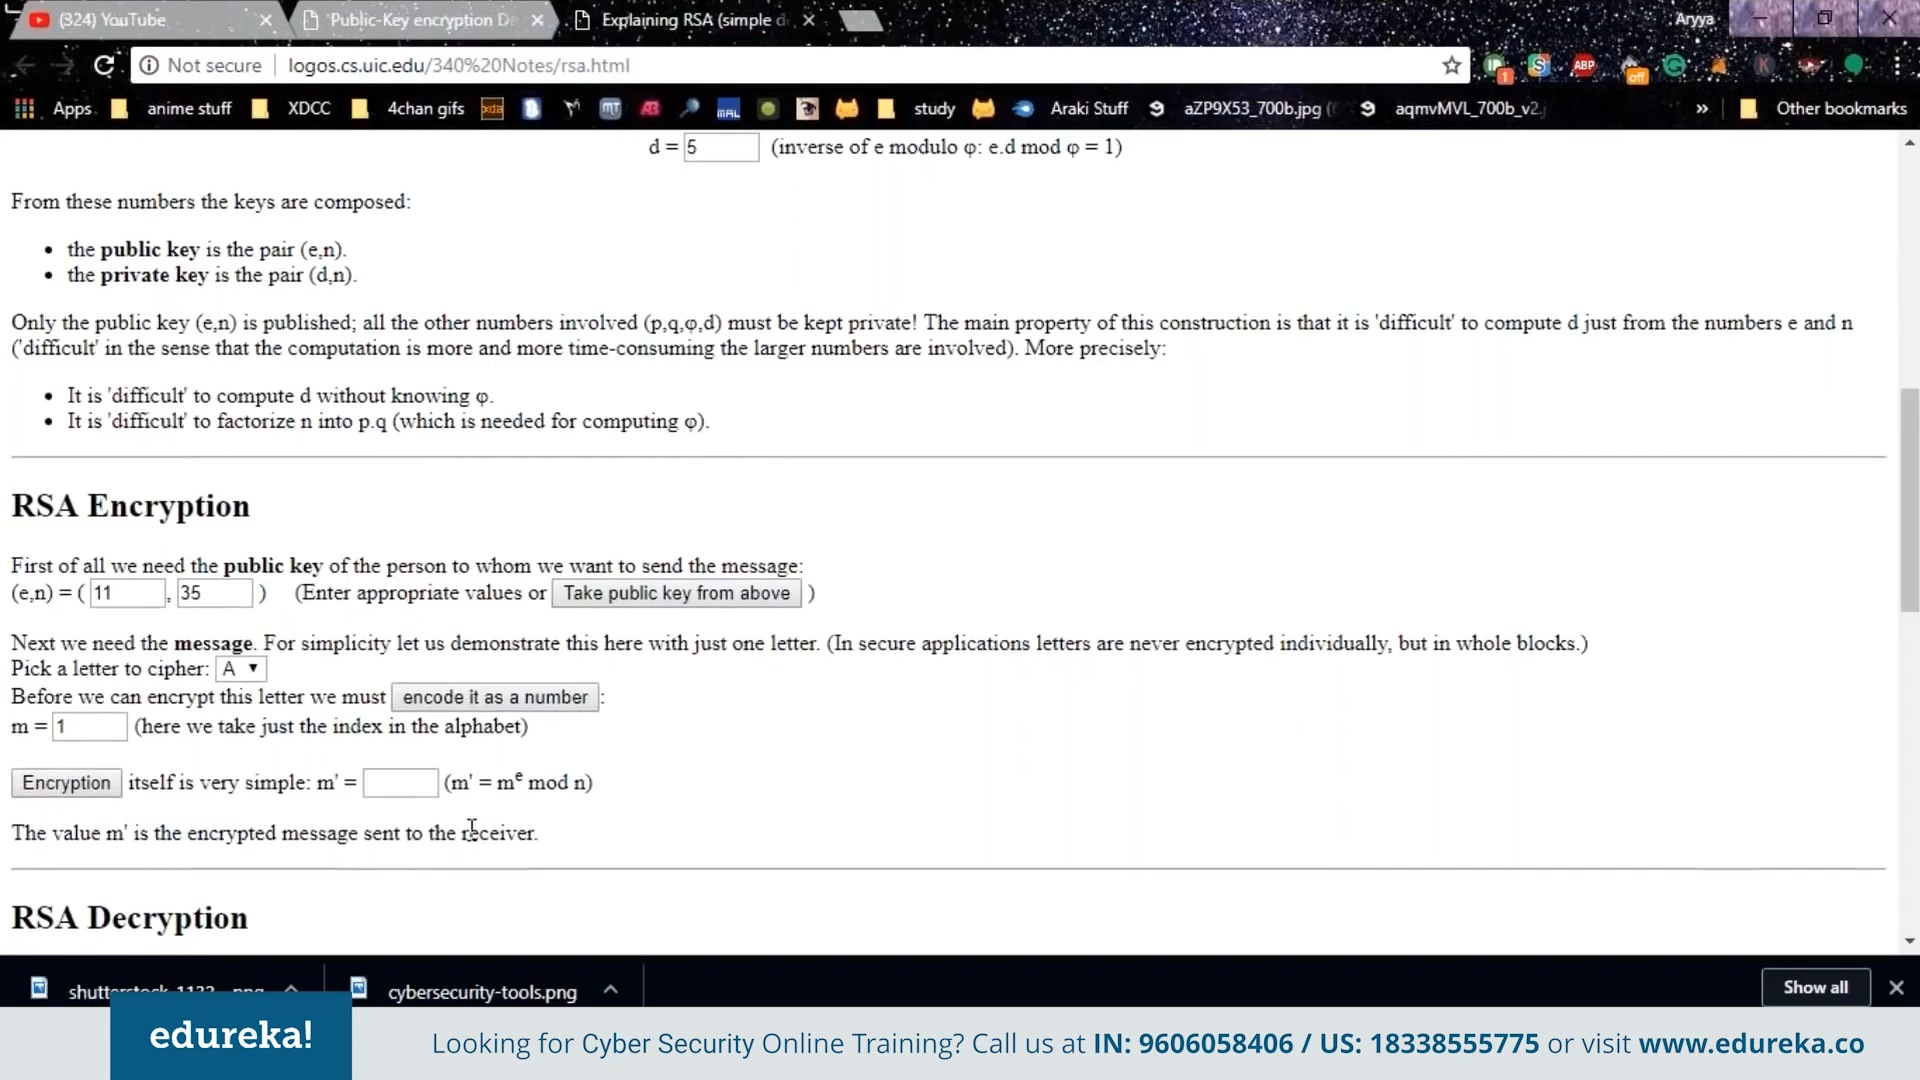 (324) YouTube
Public-Key encryption De
Explaining RSA (simple d
Aryya
Not secure
logos.cs.uic.edu/340%20Notes/rsa.html
1
ABP
off
Apps
anime stuff
XDCC
4chan gifs
xda
MT
AB
MAL
study
Araki Stuff
aZP9X53_700b.jpg (
aqmvMVL_700b_v2.j
»
Other bookmarks
d = 5 (inverse of e modulo φ: e.d mod φ = 1)
From these numbers the keys are composed:
• the public key is the pair (e,n).
• the private key is the pair (d,n).
Only the public key (e,n) is published; all the other numbers involved (p,q,φ,d) must be kept private! The main property of this construction is that it is 'difficult' to compute d just from the numbers e and n
('difficult' in the sense that the computation is more and more time-consuming the larger numbers are involved). More precisely:
• It is 'difficult' to compute d without knowing φ.
• It is 'difficult' to factorize n into p.q (which is needed for computing φ).
RSA Encryption
First of all we need the public key of the person to whom we want to send the message:
(e,n) = ( 11 , 35 ) (Enter appropriate values or Take public key from above )
Next we need the message. For simplicity let us demonstrate this here with just one letter. (In secure applications letters are never encrypted individually, but in whole blocks.)
Pick a letter to cipher: A
Before we can encrypt this letter we must encode it as a number :
m = 1 (here we take just the index in the alphabet)
Encryption itself is very simple: m' = (m' = mᵉ mod n)
The value m' is the encrypted message sent to the receiver.
RSA Decryption
cybersecurity-tools.png
Show all
edureka!
Looking for Cyber Security Online Training? Call us at IN: 9606058406 / US: 18338555775 or visit www.edureka.co